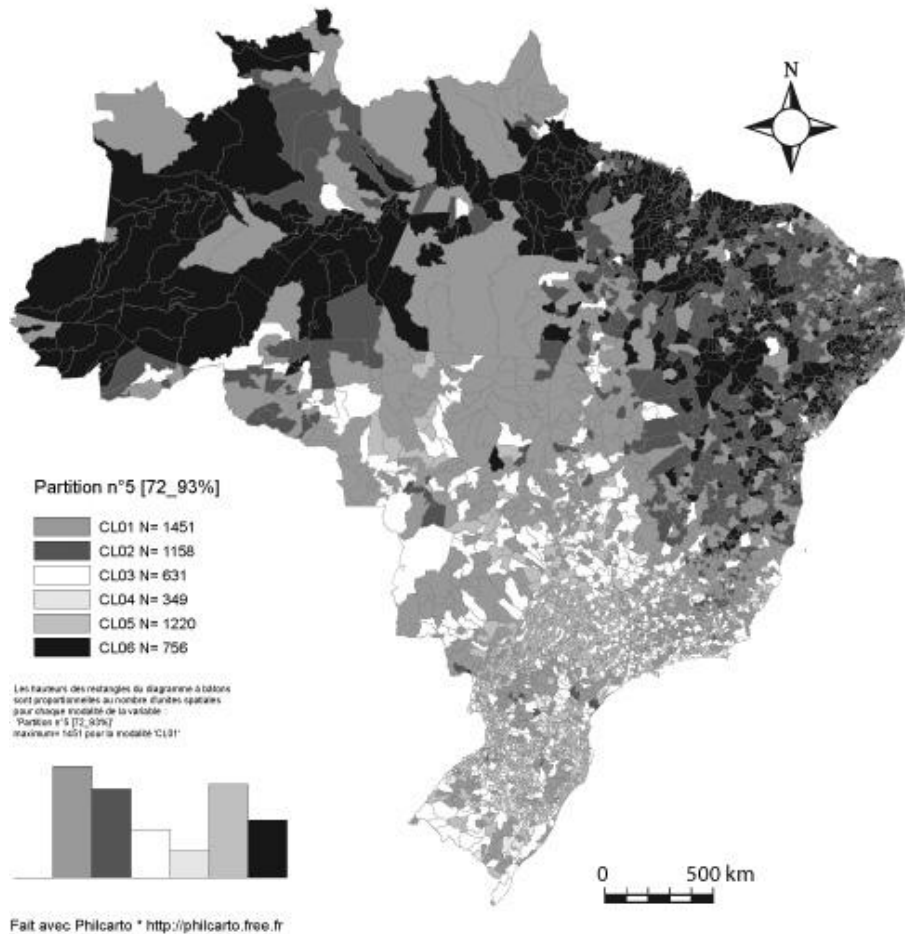 N
Partition n°5 [72_93%]
CL01 N= 1451
CL02 N= 1158
CL03 N= 631
CL04 N= 349
CL05 N= 1220
CL06 N= 756
Les hauteurs des rectangles du diagramme à bâtons
sont proportionnelles au nombre d'unites spatiales
pour chaque modalité de la variable :
'Partition n°5 [72_93%]'
maximum= 1451 pour la modalité 'CL01'
0 500 km
Fait avec Philcarto * http://philcarto.free.fr